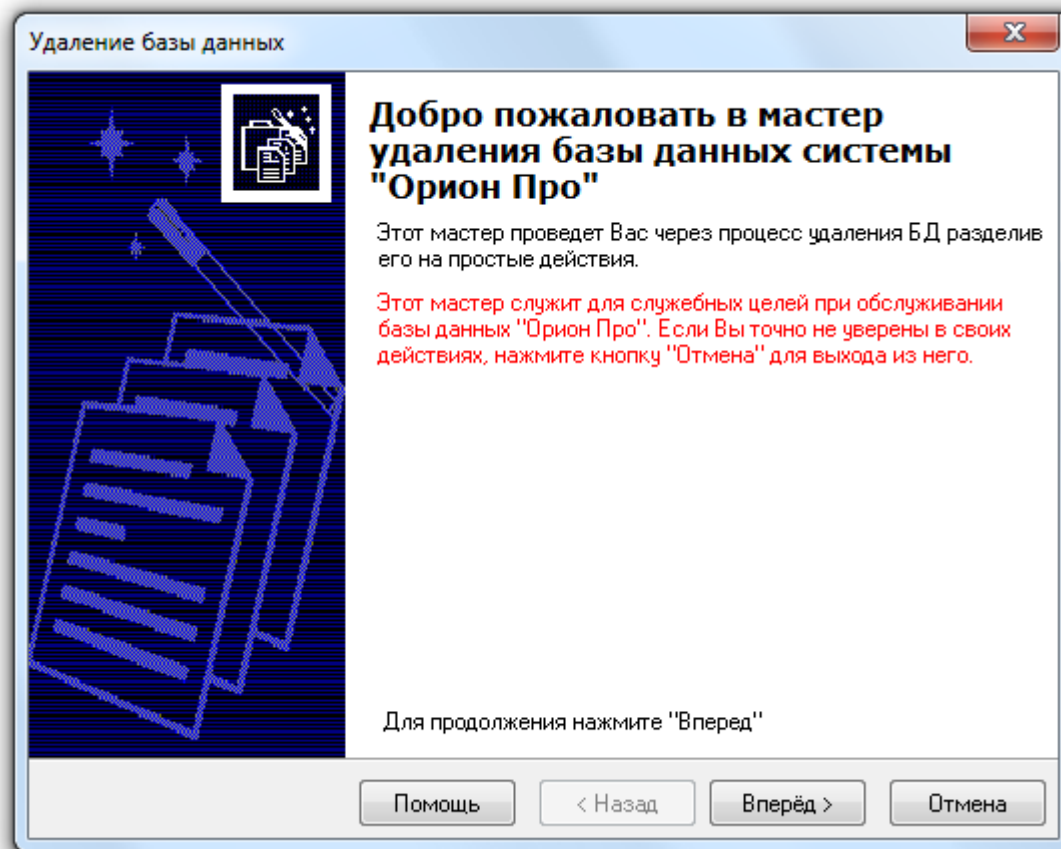 Удаление базы данных
Добро пожаловать в мастер
удаления базы данных системы
"Орион Про"
Этот мастер проведет Вас через процесс удаления БД разделив
его на простые действия.
Этот мастер служит для служебных целей при обслуживании
базы данных "Орион Про". Если Вы точно не уверены в своих
действиях, нажмите кнопку "Отмена" для выхода из него.
Для продолжения нажмите "Вперед"
Помощь
< Назад
Вперёд >
Отмена